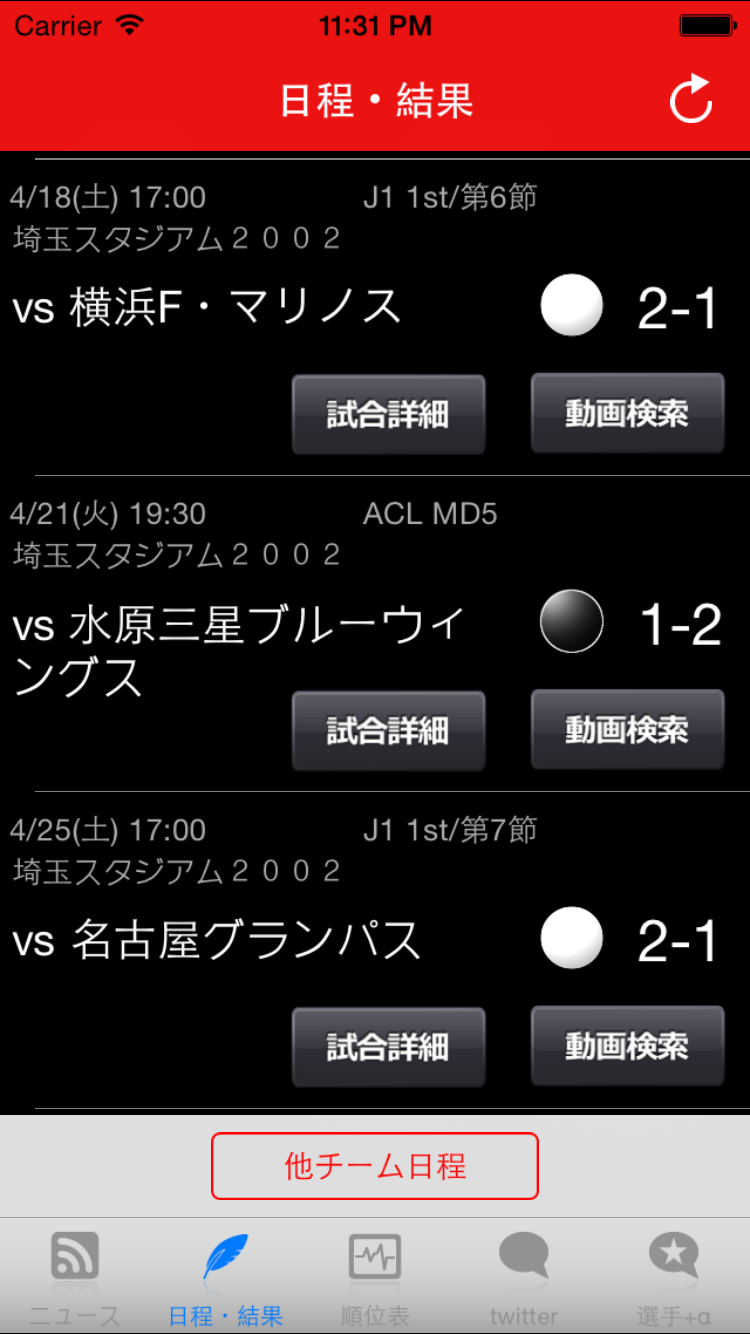 Carrier 11:31 PM
日程・結果
4/18(土) 17:00 J1 1st/第6節
埼玉スタジアム２００２
vs 横浜F・マリノス 2-1
試合詳細 動画検索
4/21(火) 19:30 ACL MD5
埼玉スタジアム２００２
vs 水原三星ブルーウィ 1-2
ングス
試合詳細 動画検索
4/25(土) 17:00 J1 1st/第7節
埼玉スタジアム２００２
vs 名古屋グランパス 2-1
試合詳細 動画検索
他チーム日程
ニュース 日程・結果 順位表 twitter 選手+α